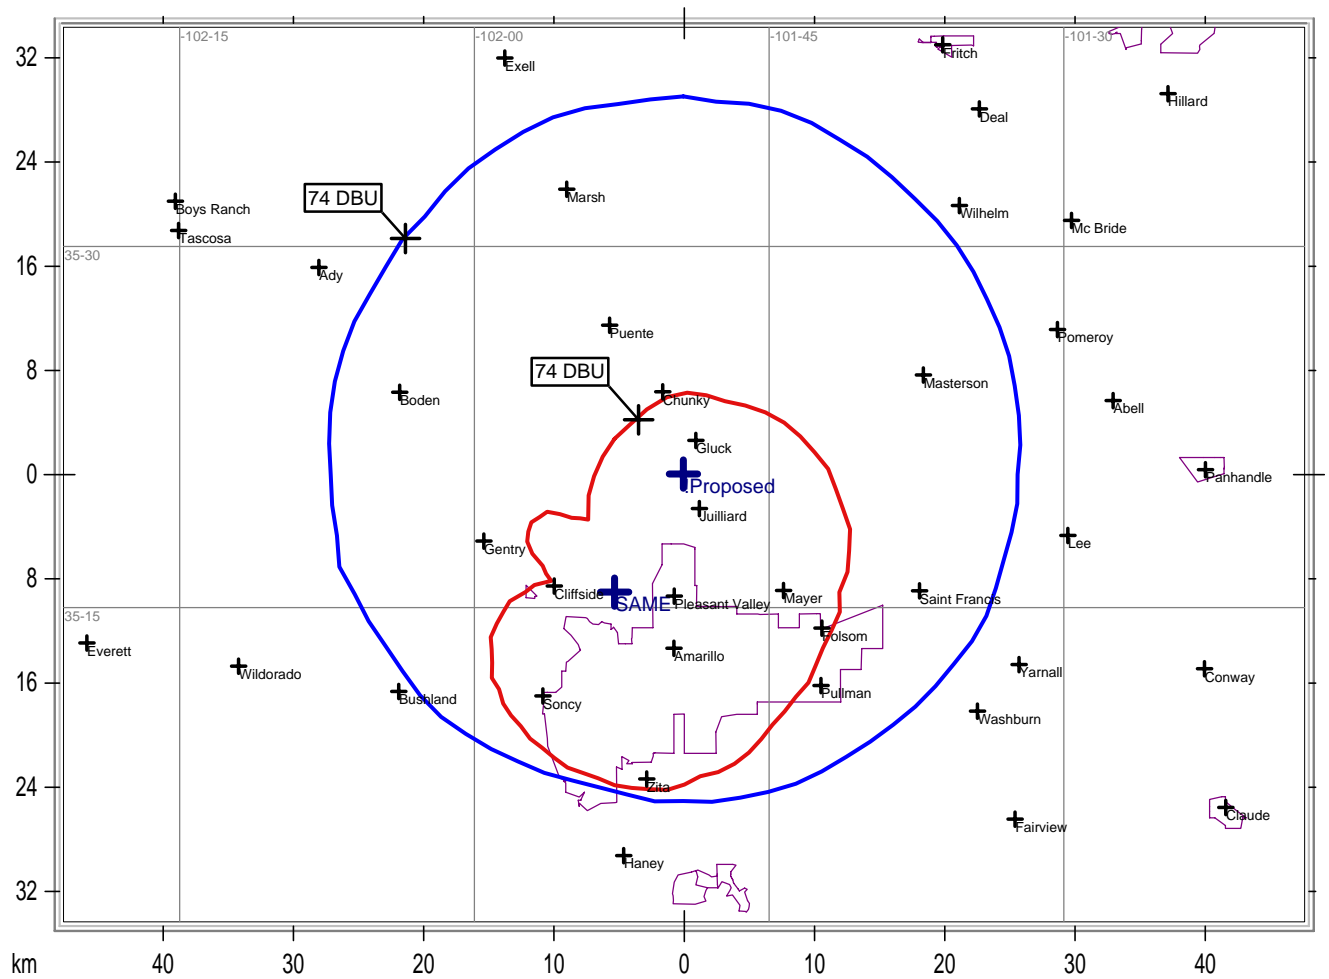 -102-15
-102-00
-101-45
-101-30
32
Exell
Fritch
Hillard
Deal
24
74 DBU
Marsh
Boys Ranch
Wilhelm
Mc Bride
Tascosa
35-30
16
Ady
Puente
Pomeroy
8
74 DBU
Masterson
Boden
Chunky
Abell
Gluck
0
.Proposed
Panhandle
Juilliard
Gentry
Lee
8
Cliffside
SAME
Pleasant Valley
Mayer
Saint Francis
35-15
Folsom
Everett
Amarillo
Wildorado
Yarnall
Conway
16
Bushland
Soncy
Pullman
Washburn
24
Zita
Claude
Fairview
Haney
32
km
40 30 20 10 0 10 20 30 40